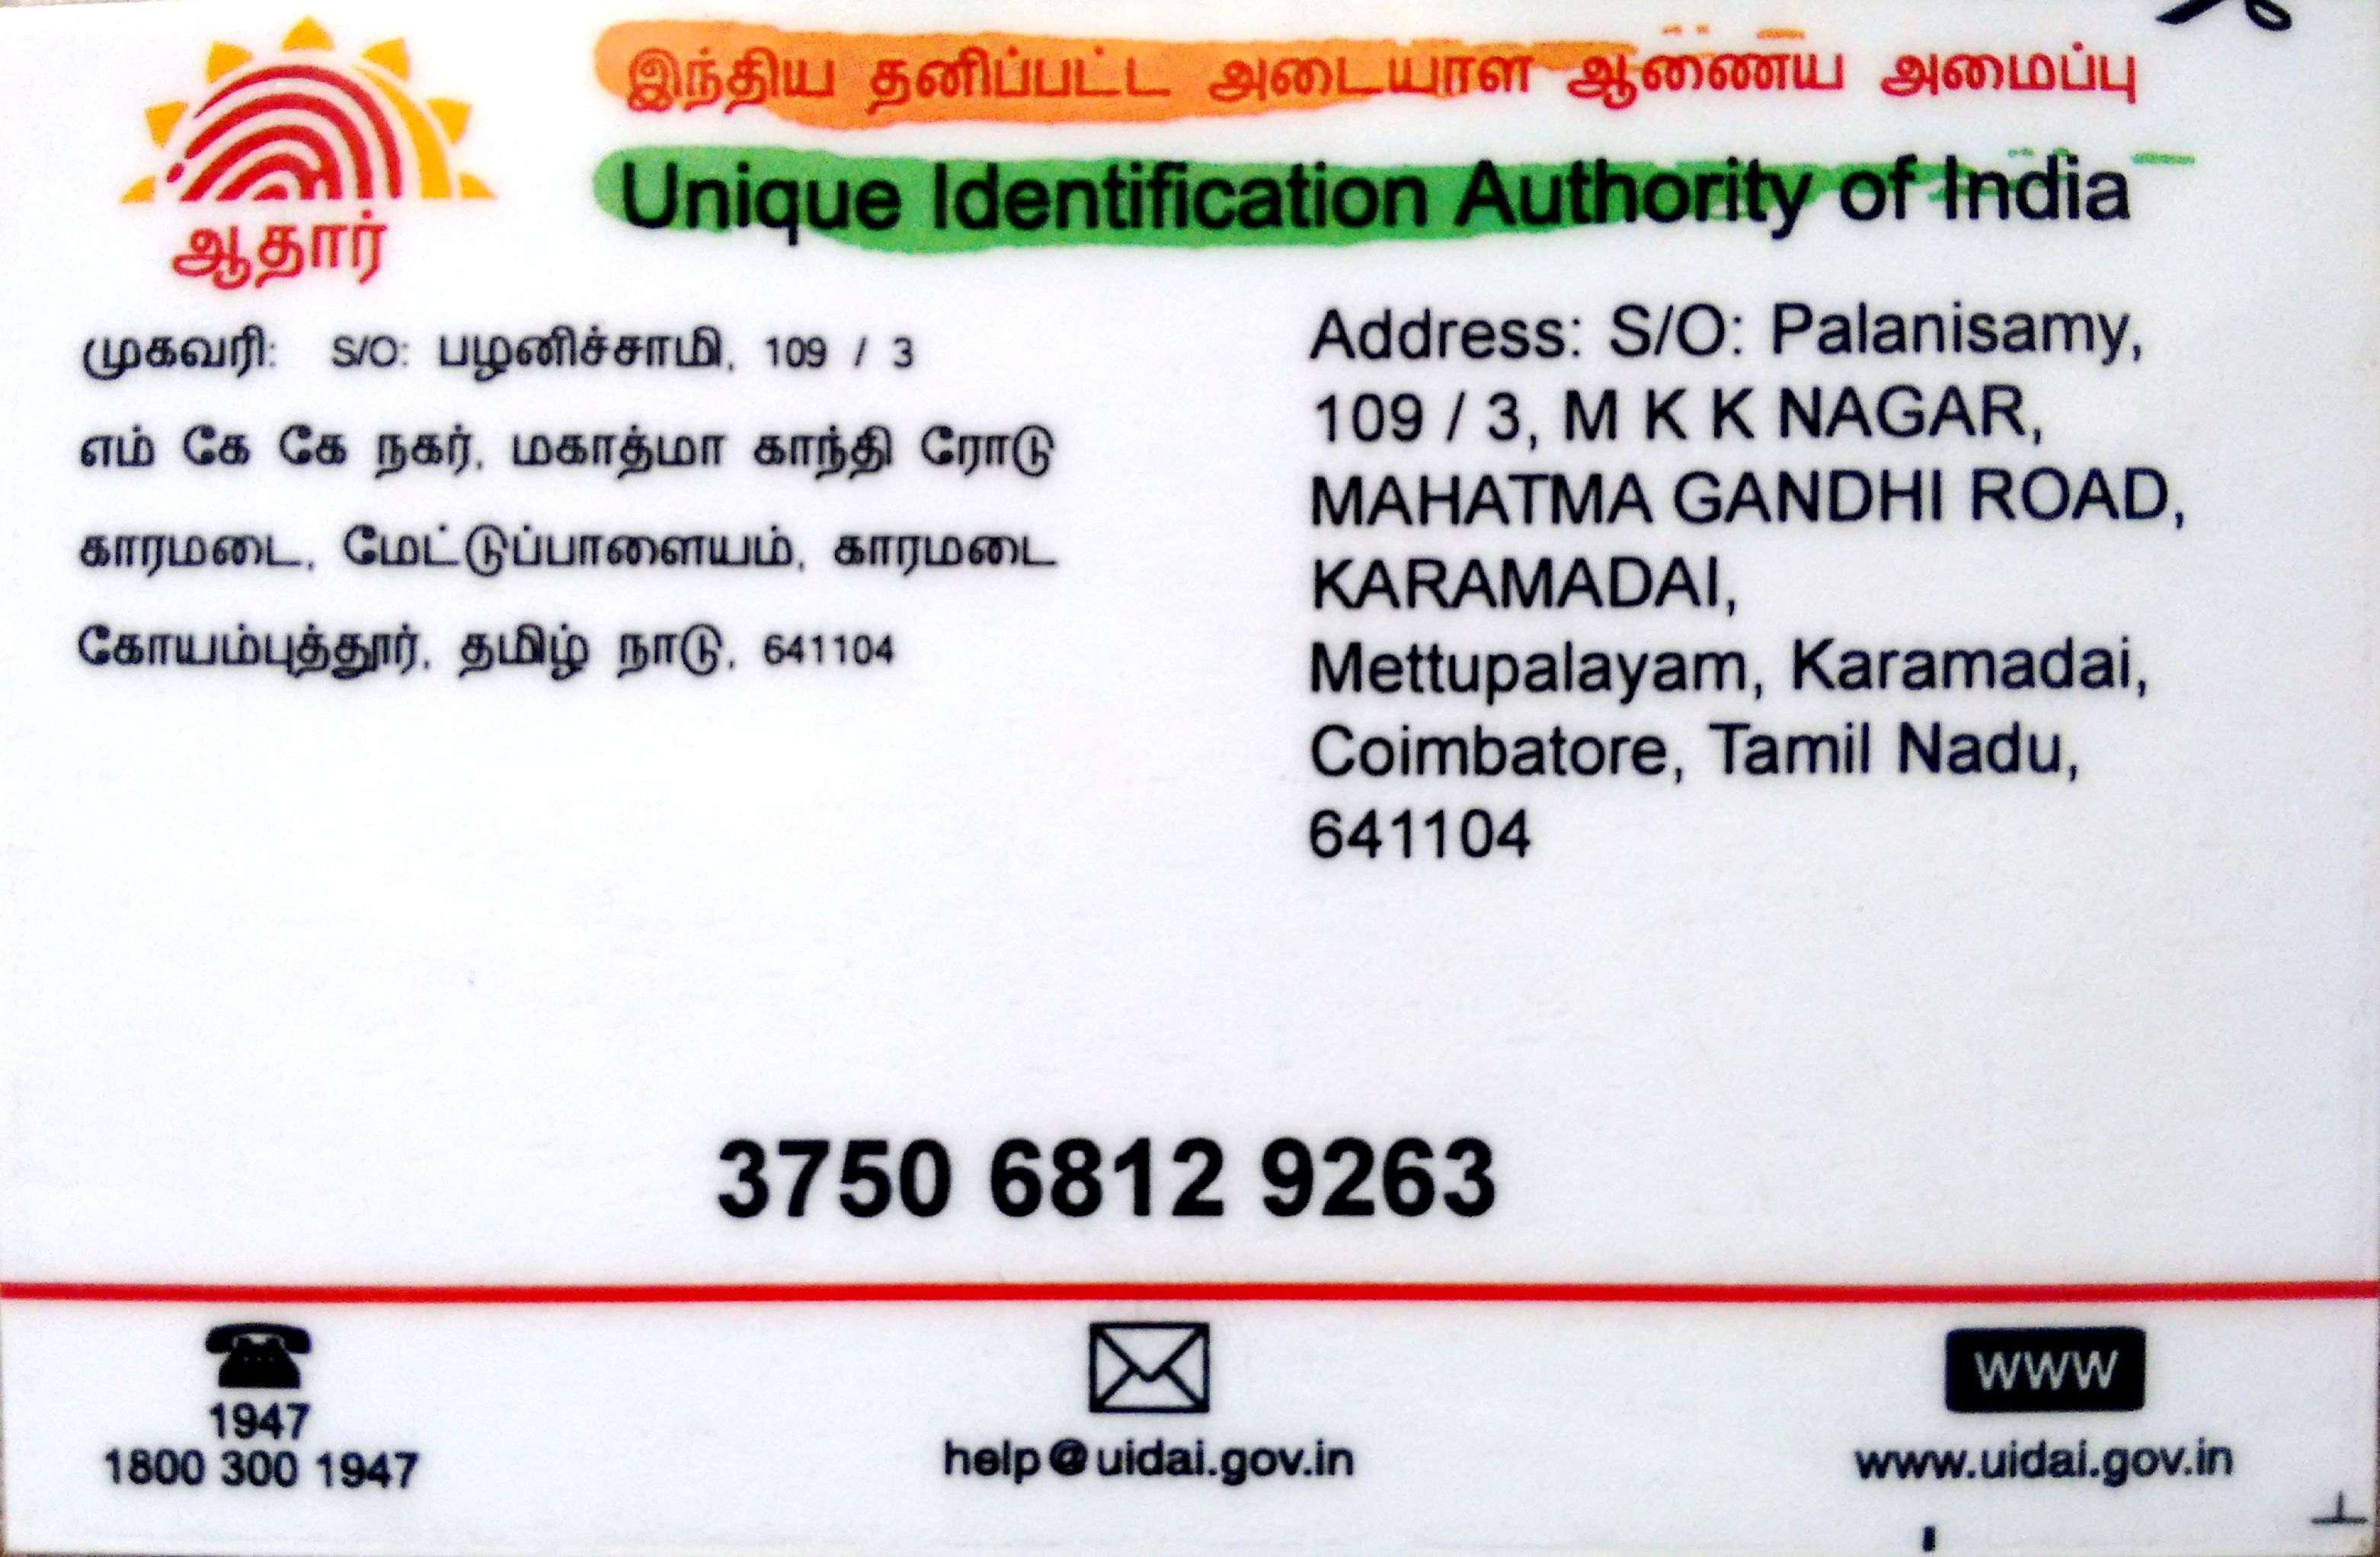 இந்திய தனிப்பட்ட அடையாள ஆணைய அமைப்பு
Unique Identification Authority of India
ஆதார்
முகவரி: S/O: பழனிச்சாமி, 109 / 3
எம் கே கே நகர், மகாத்மா காந்தி ரோடு
காரமடை, மேட்டுப்பாளையம், காரமடை
கோயம்புத்தூர், தமிழ் நாடு, 641104
Address: S/O: Palanisamy,
109 / 3, M K K NAGAR,
MAHATMA GANDHI ROAD,
KARAMADAI,
Mettupalayam, Karamadai,
Coimbatore, Tamil Nadu,
641104
3750 6812 9263
1947
1800 300 1947
help@uidai.gov.in
WWW
www.uidai.gov.in